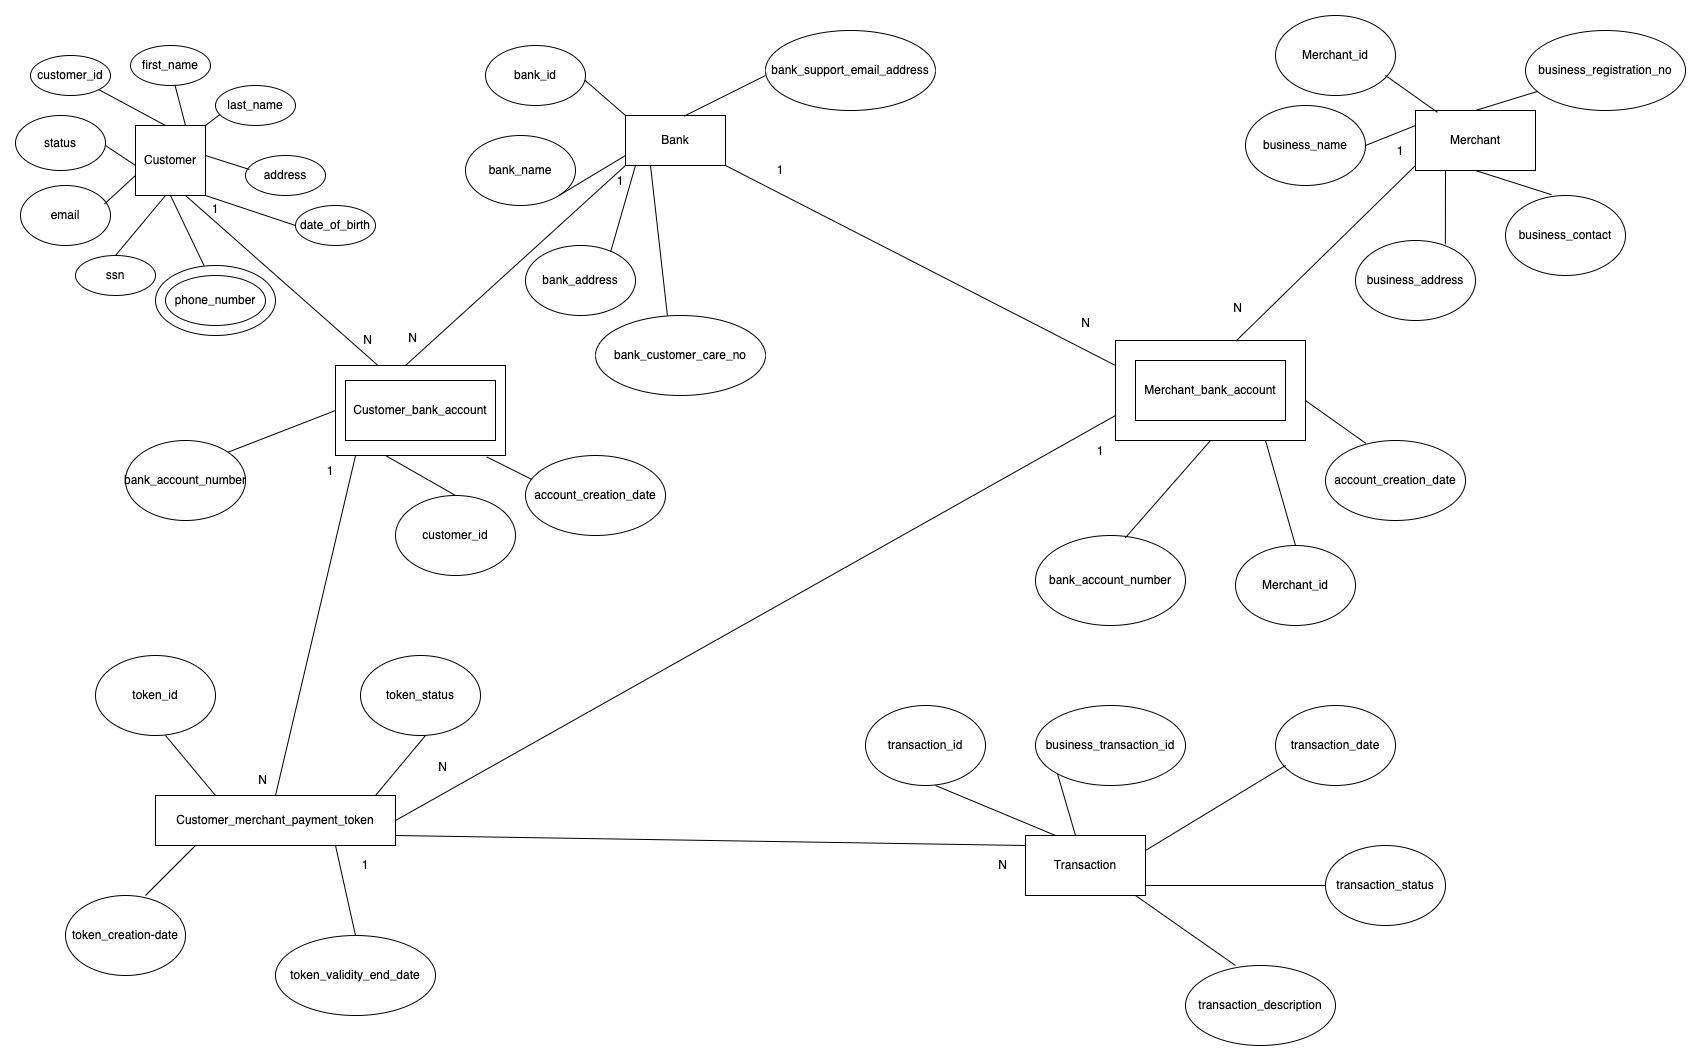 Merchant_id
first_name
customer_id
bank_id
bank_support_email_address
business_registration_no
last_name
status
Customer
Bank
Merchant
business_name
1
address
bank_name
1
1
email
1
date_of_birth
business_contact
ssn
phone_number
bank_address
business_address
N
N
N
N
bank_customer_care_no
Customer_bank_account
Merchant_bank_account
1
1
bank_account_number
account_creation_date
account_creation_date
customer_id
bank_account_number
Merchant_id
token_id
token_status
transaction_id
business_transaction_id
transaction_date
N
N
Customer_merchant_payment_token
1
N
Transaction
transaction_status
token_creation-date
token_validity_end_date
transaction_description